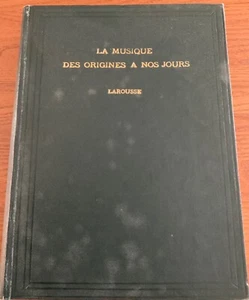 LA MUSIQUE
DES ORIGINES A NOS JOURS
LAROUSSE